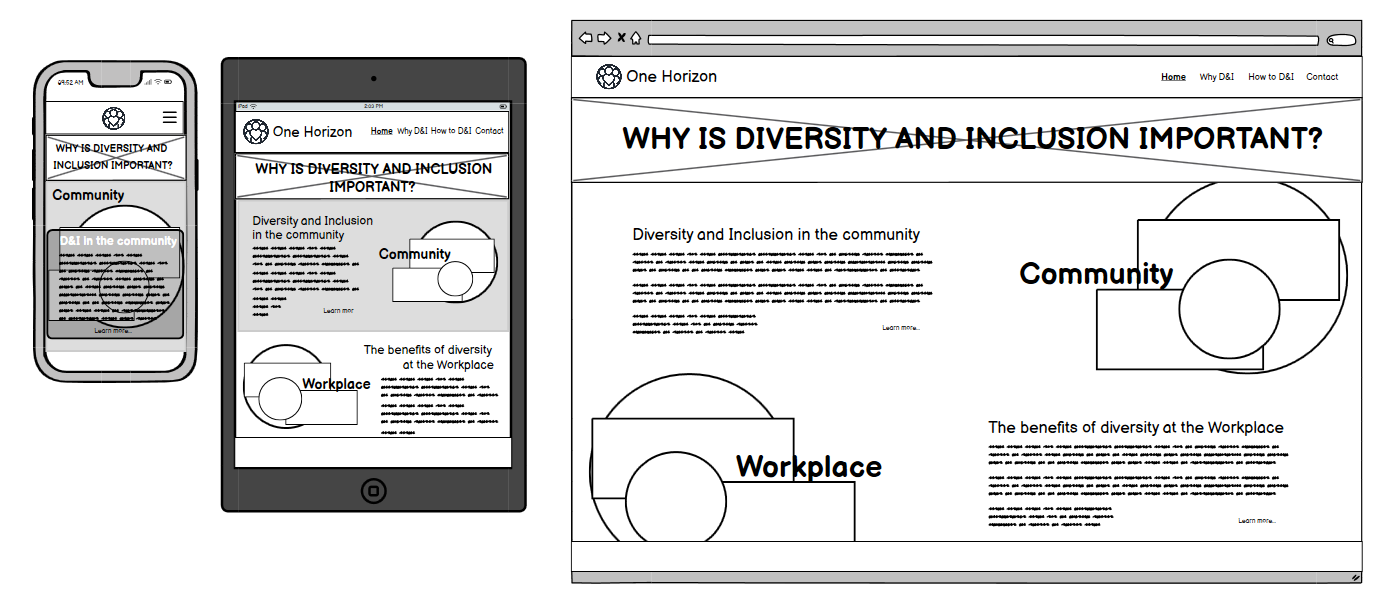 09:52 AM
WHY IS DIVERSITY AND
INCLUSION IMPORTANT?
Community
D&I in the community
Learn more...
iPad
2:03 PM
One Horizon
Home Why D&I How to D&I Contact
WHY IS DIVERSITY AND INCLUSION
IMPORTANT?
Diversity and Inclusion
in the community
Community
Learn mor
The benefits of diversity
at the Workplace
Workplace
One Horizon
Home Why D&I How to D&I Contact
WHY IS DIVERSITY AND INCLUSION IMPORTANT?
Diversity and Inclusion in the community
Community
Learn more...
The benefits of diversity at the Workplace
Workplace
Learn more...